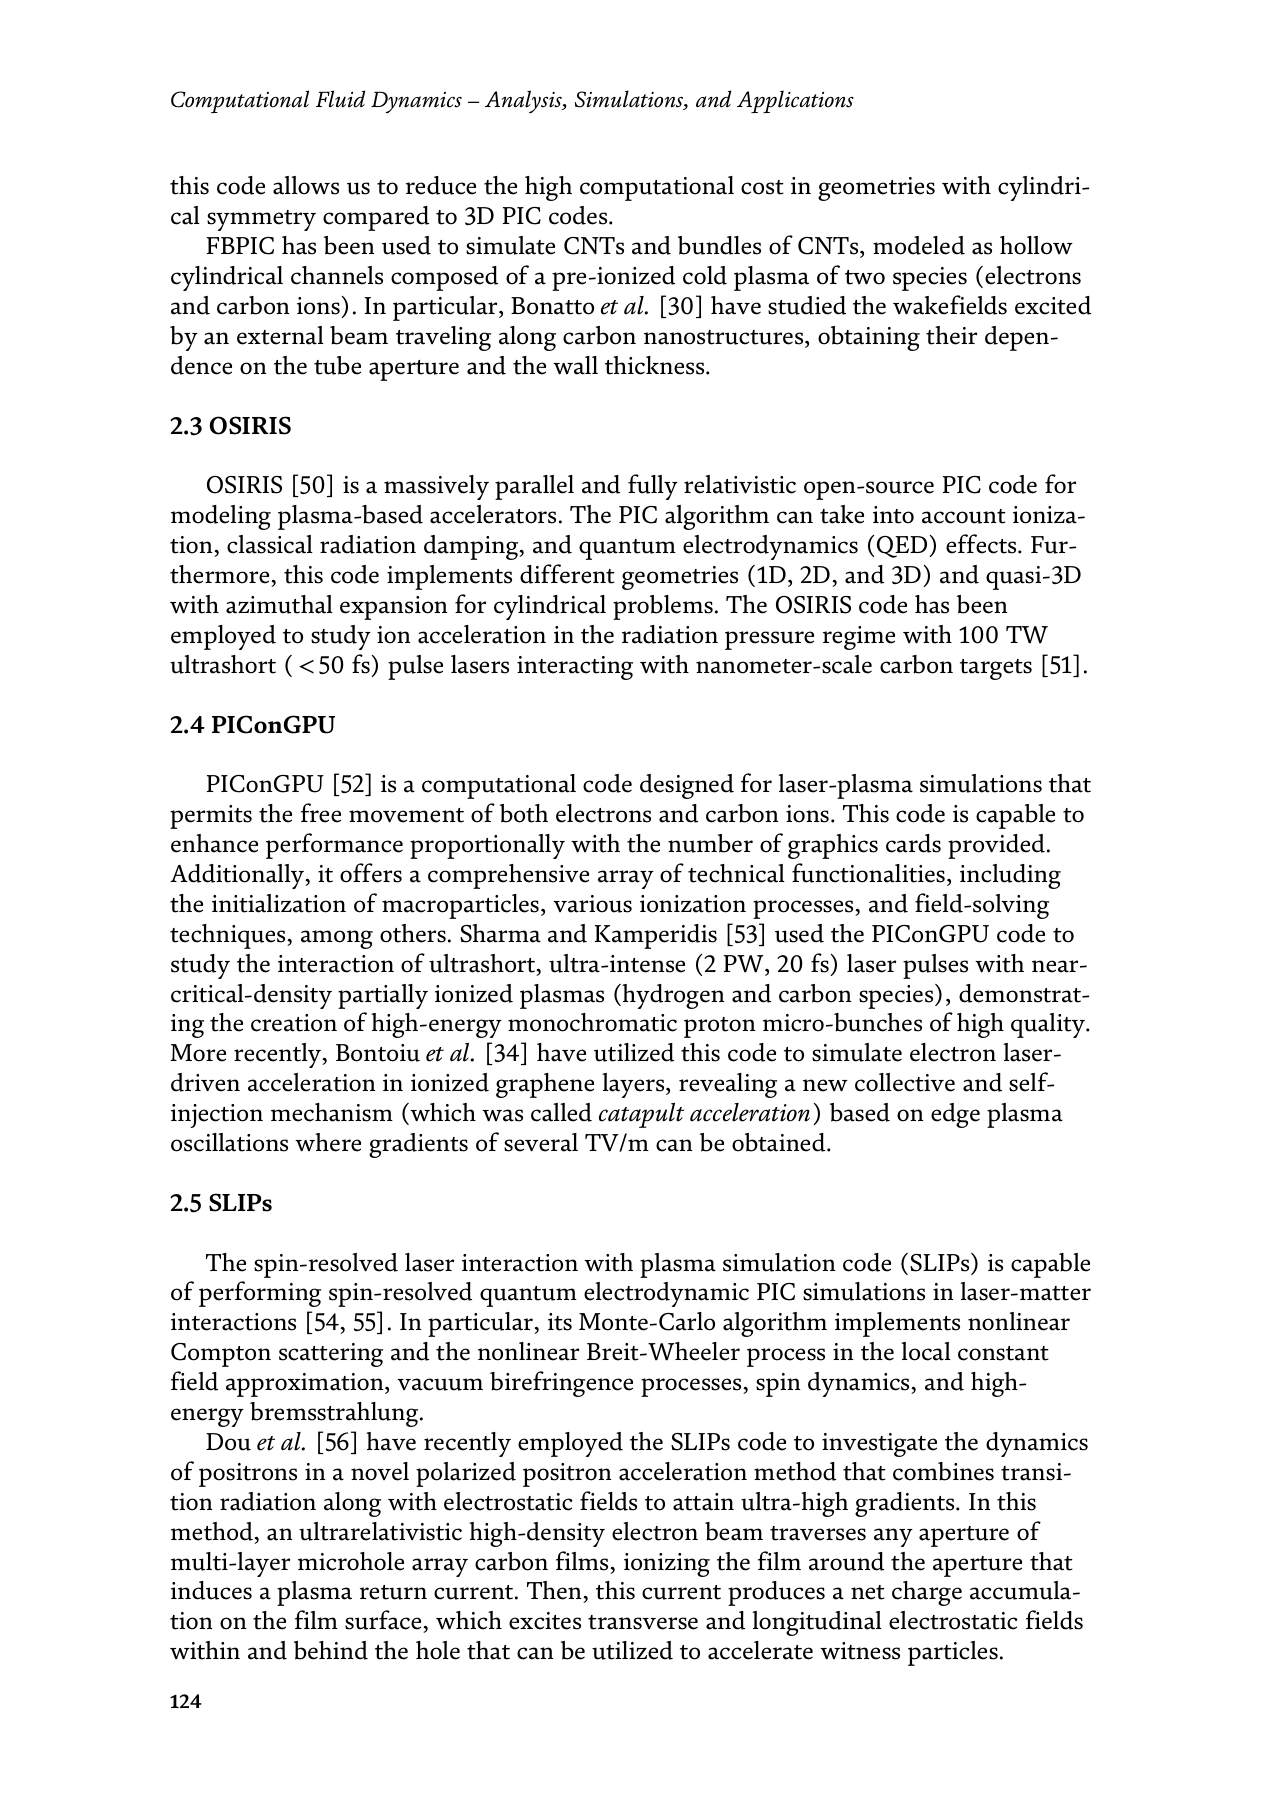 Computational Fluid Dynamics – Analysis, Simulations, and Applications
this code allows us to reduce the high computational cost in geometries with cylindri-
cal symmetry compared to 3D PIC codes.
FBPIC has been used to simulate CNTs and bundles of CNTs, modeled as hollow
cylindrical channels composed of a pre-ionized cold plasma of two species (electrons
and carbon ions). In particular, Bonatto et al. [30] have studied the wakefields excited
by an external beam traveling along carbon nanostructures, obtaining their depen-
dence on the tube aperture and the wall thickness.
2.3 OSIRIS
OSIRIS [50] is a massively parallel and fully relativistic open-source PIC code for
modeling plasma-based accelerators. The PIC algorithm can take into account ioniza-
tion, classical radiation damping, and quantum electrodynamics (QED) effects. Fur-
thermore, this code implements different geometries (1D, 2D, and 3D) and quasi-3D
with azimuthal expansion for cylindrical problems. The OSIRIS code has been
employed to study ion acceleration in the radiation pressure regime with 100 TW
ultrashort ( <50 fs) pulse lasers interacting with nanometer-scale carbon targets [51].
2.4 PIConGPU
PIConGPU [52] is a computational code designed for laser-plasma simulations that
permits the free movement of both electrons and carbon ions. This code is capable to
enhance performance proportionally with the number of graphics cards provided.
Additionally, it offers a comprehensive array of technical functionalities, including
the initialization of macroparticles, various ionization processes, and field-solving
techniques, among others. Sharma and Kamperidis [53] used the PIConGPU code to
study the interaction of ultrashort, ultra-intense (2 PW, 20 fs) laser pulses with near-
critical-density partially ionized plasmas (hydrogen and carbon species), demonstrat-
ing the creation of high-energy monochromatic proton micro-bunches of high quality.
More recently, Bontoiu et al. [34] have utilized this code to simulate electron laser-
driven acceleration in ionized graphene layers, revealing a new collective and self-
injection mechanism (which was called catapult acceleration) based on edge plasma
oscillations where gradients of several TV/m can be obtained.
2.5 SLIPs
The spin-resolved laser interaction with plasma simulation code (SLIPs) is capable
of performing spin-resolved quantum electrodynamic PIC simulations in laser-matter
interactions [54, 55]. In particular, its Monte-Carlo algorithm implements nonlinear
Compton scattering and the nonlinear Breit-Wheeler process in the local constant
field approximation, vacuum birefringence processes, spin dynamics, and high-
energy bremsstrahlung.
Dou et al. [56] have recently employed the SLIPs code to investigate the dynamics
of positrons in a novel polarized positron acceleration method that combines transi-
tion radiation along with electrostatic fields to attain ultra-high gradients. In this
method, an ultrarelativistic high-density electron beam traverses any aperture of
multi-layer microhole array carbon films, ionizing the film around the aperture that
induces a plasma return current. Then, this current produces a net charge accumula-
tion on the film surface, which excites transverse and longitudinal electrostatic fields
within and behind the hole that can be utilized to accelerate witness particles.
124